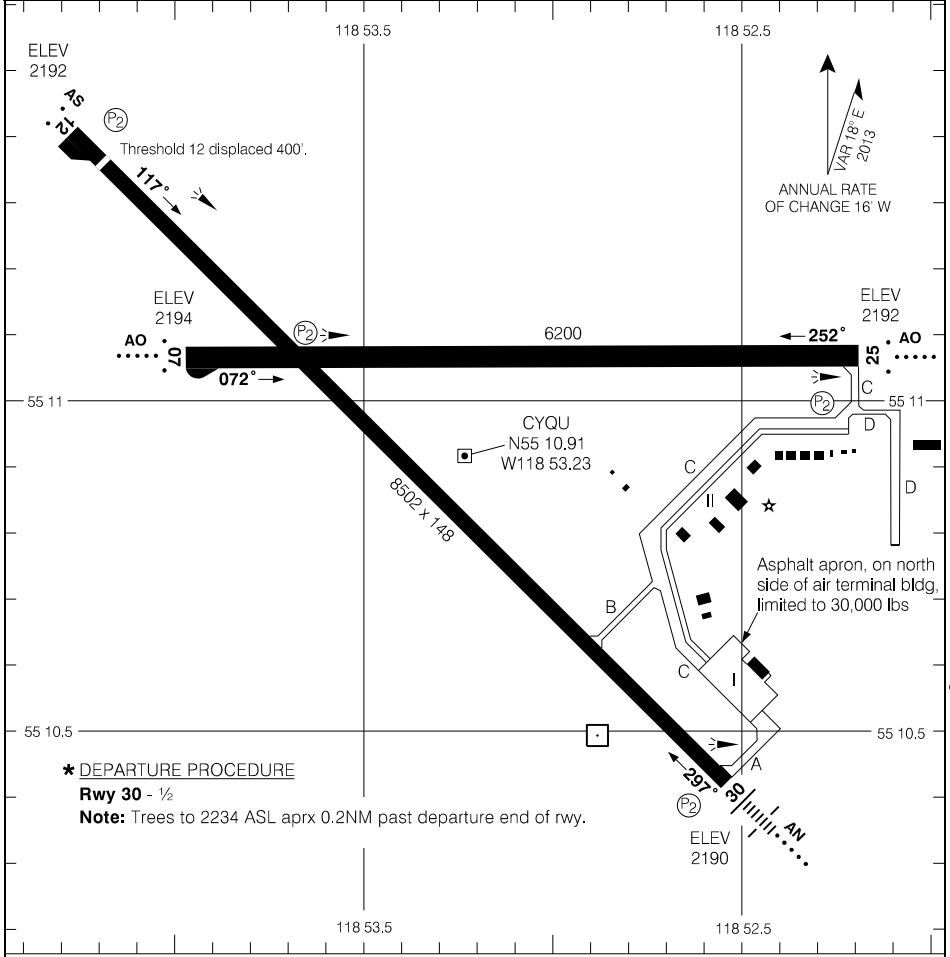 118 53.5
118 52.5
ELEV
2192
AS
12
P2
Threshold 12 displaced 400'.
117°
VAR 18° E
2013
ANNUAL RATE
OF CHANGE 16' W
ELEV
2194
AO
07
072°
P2
6200
252°
ELEV
2192
25
AO
C
P2
55 11
55 11
D
CYQU
N55 10.91
W118 53.23
C
II
D
8502 x 148
Asphalt apron, on north
side of air terminal bldg,
limited to 30,000 lbs
B
C
I
55 10.5
55 10.5
A
297°
30
P2
AN
ELEV
2190
* DEPARTURE PROCEDURE
Rwy 30 - ½
Note: Trees to 2234 ASL aprx 0.2NM past departure end of rwy.
118 53.5
118 52.5